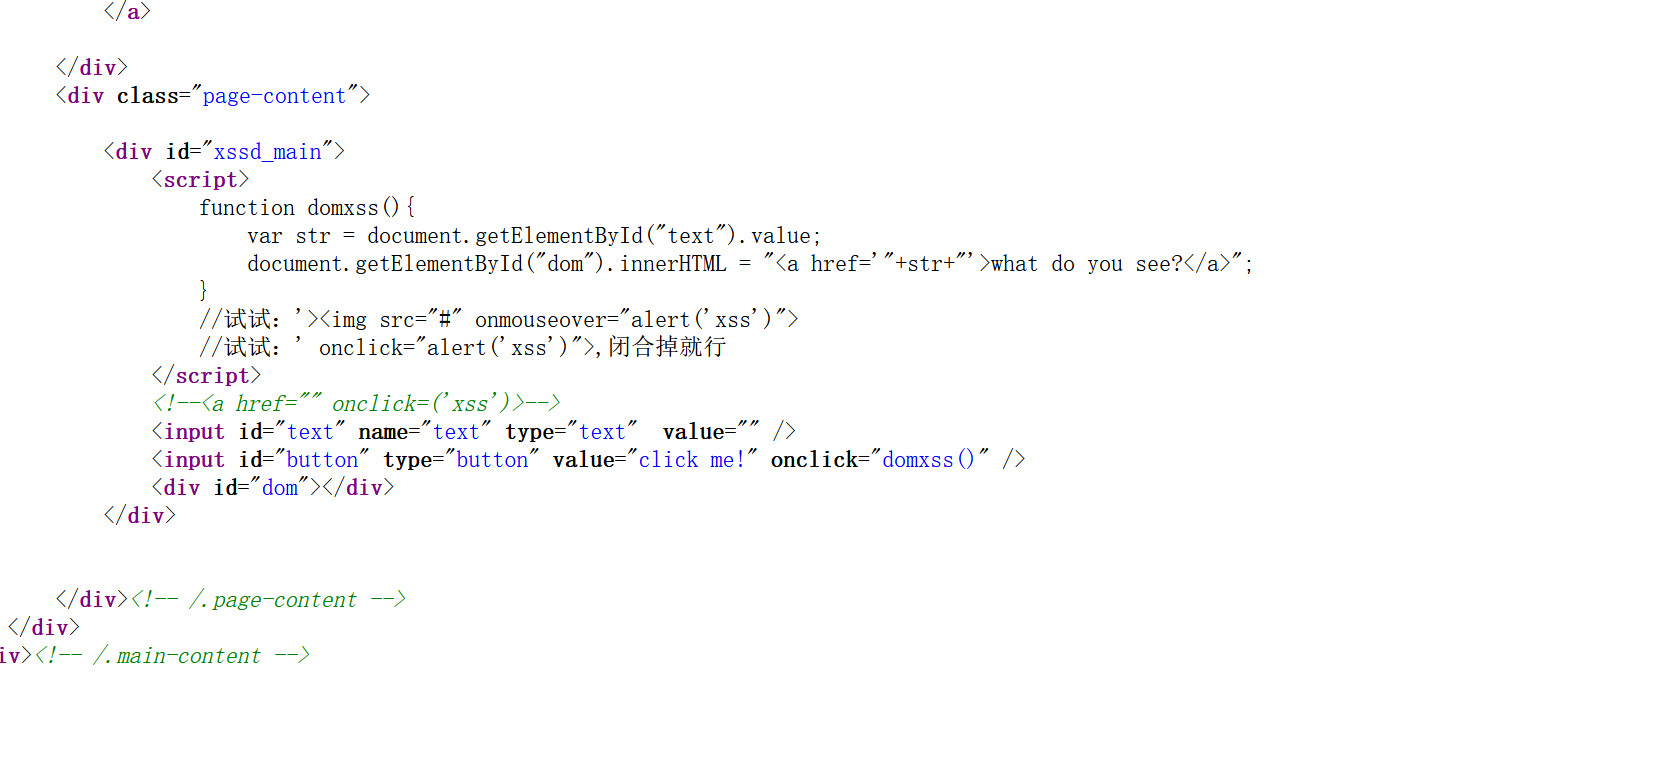 </a>
</div>
<div class="page-content">
<div id="xssd_main">
<script>
function domxss(){
var str = document.getElementById("text").value;
document.getElementById("dom").innerHTML = "<a href='"+str+"'>what do you see?</a>";
}
//试试：'><img src="#" onmouseover="alert('xss')">
//试试：' onclick="alert('xss')">,闭合掉就行
</script>
<!--<a href="" onclick=('xss')>-->
<input id="text" name="text" type="text"  value="" />
<input id="button" type="button" value="click me!" onclick="domxss()" />
<div id="dom"></div>
</div>
</div><!-- /.page-content -->
</div>
iv><!-- /.main-content -->